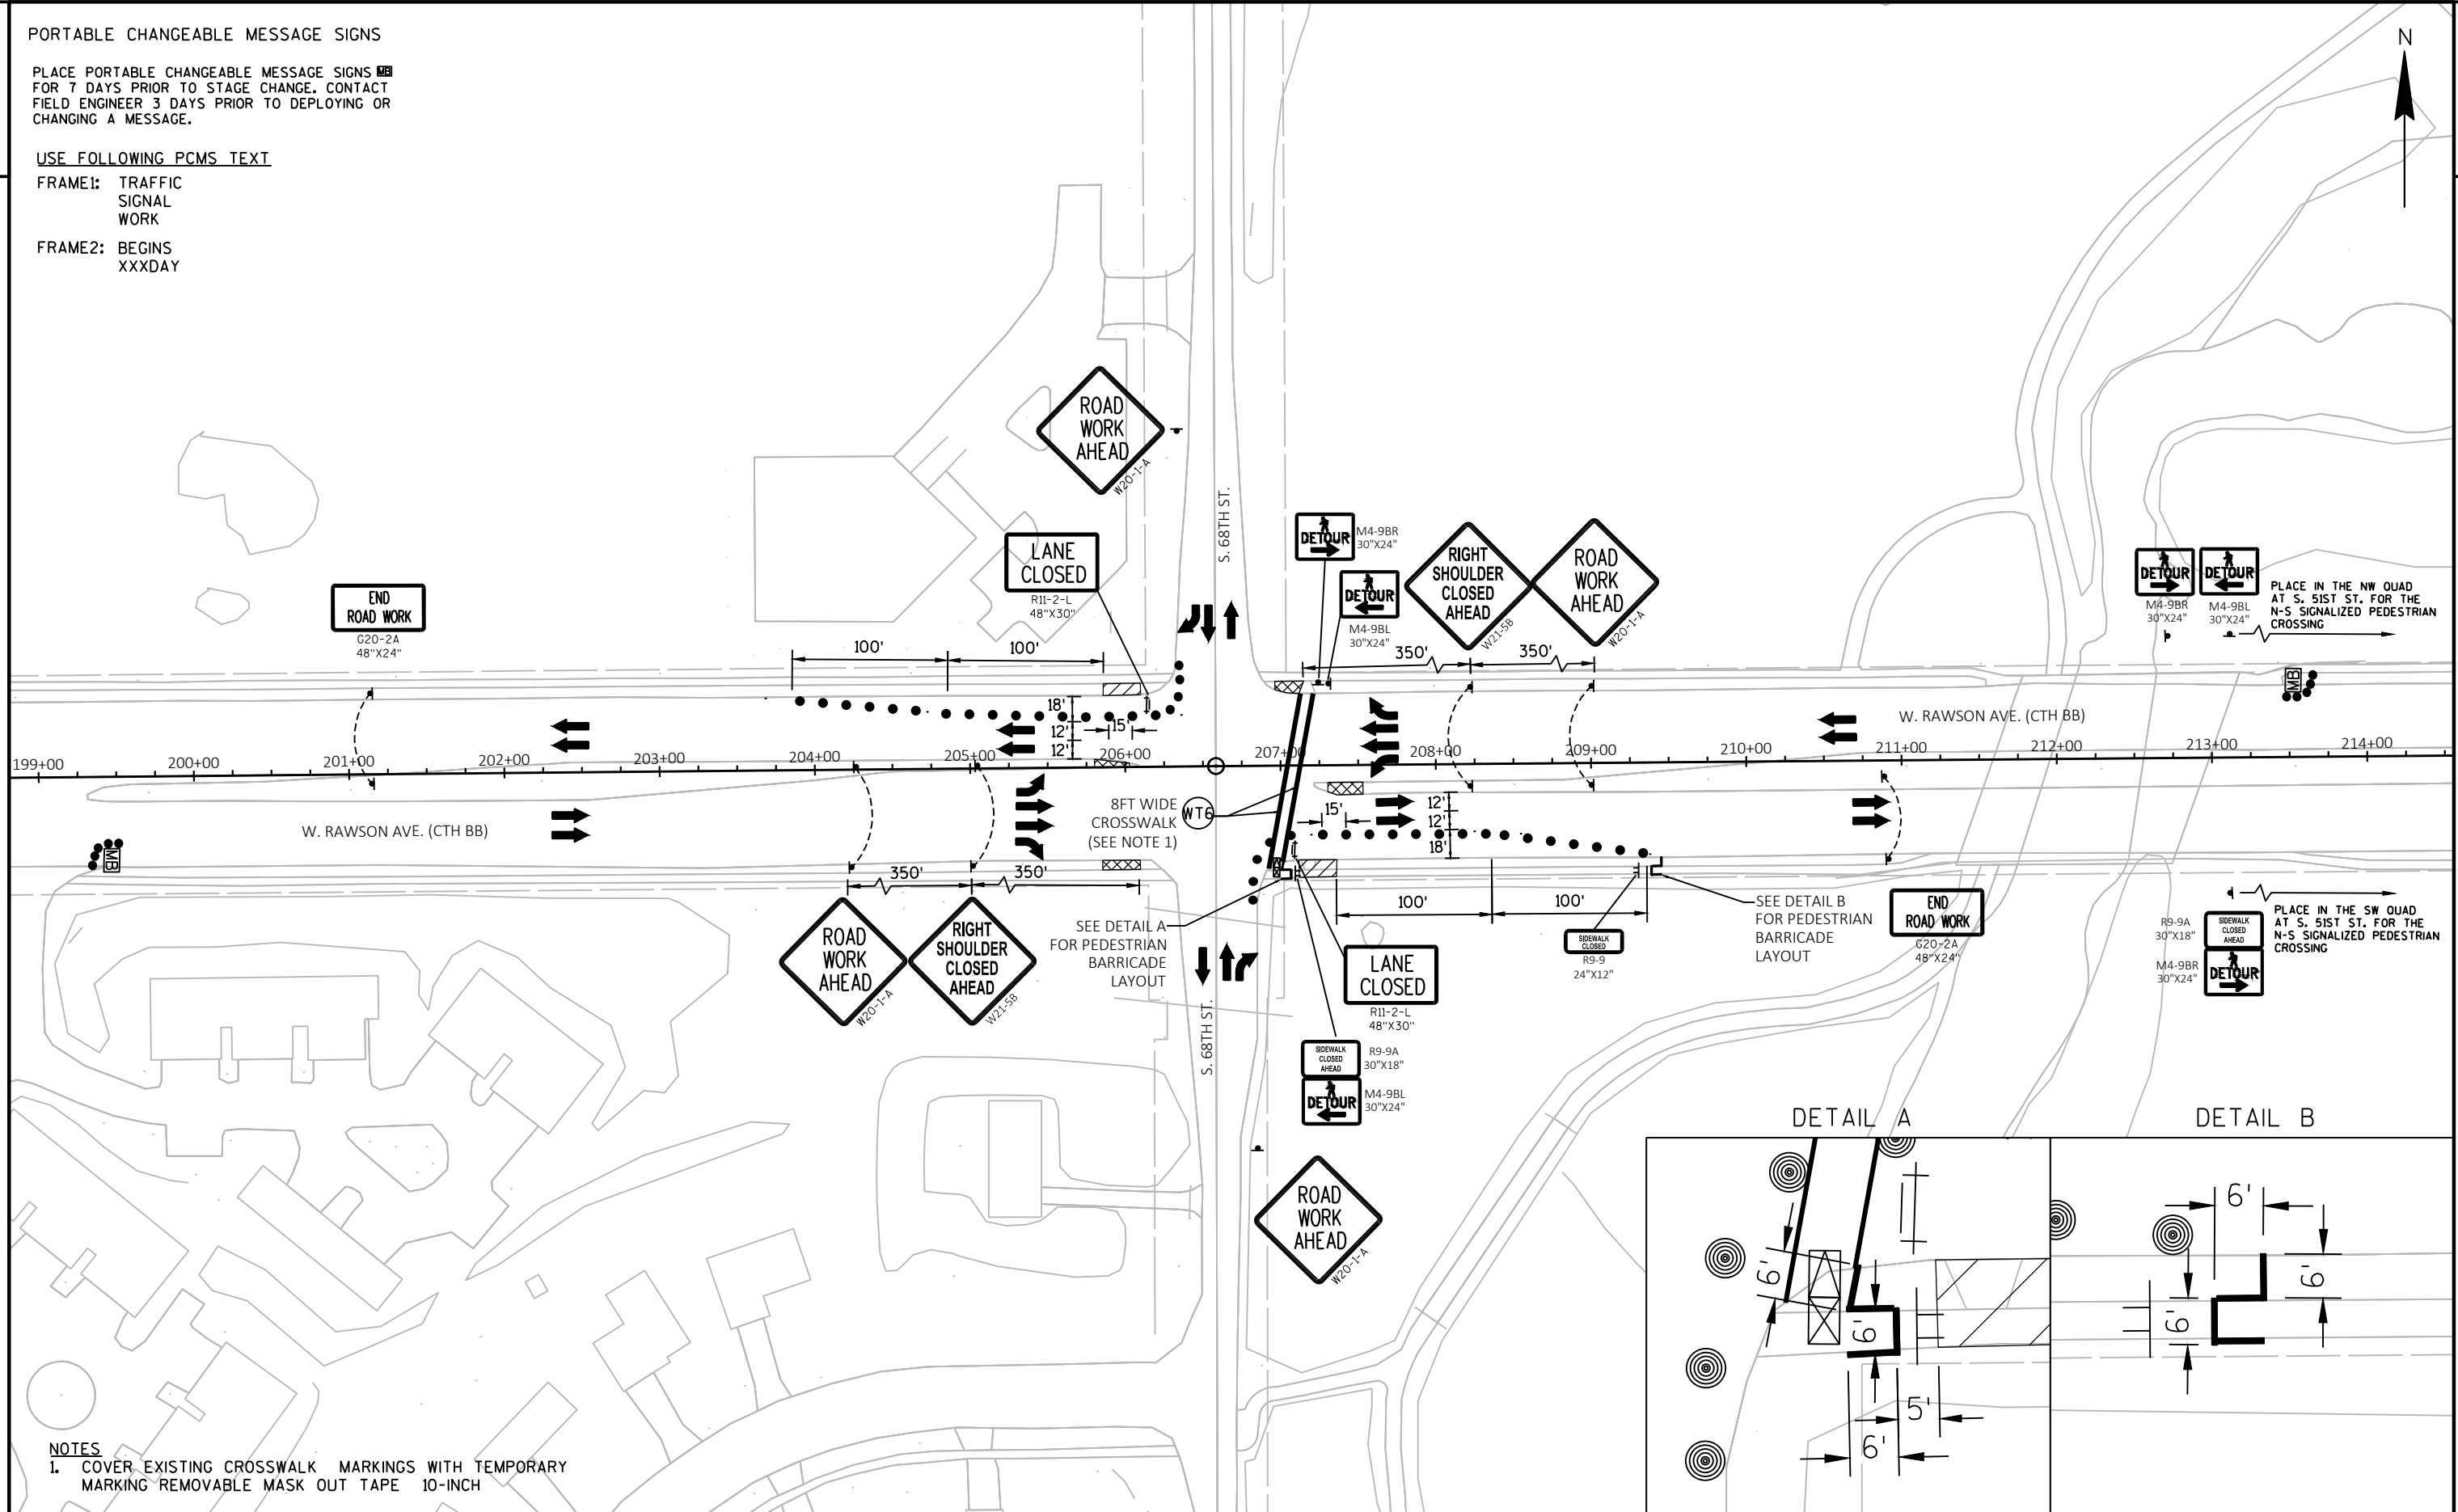 PORTABLE CHANGEABLE MESSAGE SIGNS
PLACE PORTABLE CHANGEABLE MESSAGE SIGNS MB
FOR 7 DAYS PRIOR TO STAGE CHANGE. CONTACT
FIELD ENGINEER 3 DAYS PRIOR TO DEPLOYING OR
CHANGING A MESSAGE.
USE FOLLOWING PCMS TEXT
FRAME1: TRAFFIC
SIGNAL
WORK
FRAME2: BEGINS
XXXDAY
N
ROAD
WORK
AHEAD
W20-1-A
S. 68TH ST.
LANE
CLOSED
R11-2-L
48"X30"
END
ROAD WORK
G20-2A
48"X24"
DETOUR
M4-9BR
30"X24"
DETOUR
M4-9BL
30"X24"
RIGHT
SHOULDER
CLOSED
AHEAD
W21-5B
ROAD
WORK
AHEAD
W20-1-A
DETOUR
M4-9BR
30"X24"
DETOUR
M4-9BL
30"X24"
PLACE IN THE NW QUAD
AT S. 51ST ST. FOR THE
N-S SIGNALIZED PEDESTRIAN
CROSSING
100'
100'
350'
350'
18'
12'
12'
15'
MB
W. RAWSON AVE. (CTH BB)
199+00
200+00
201+00
202+00
203+00
204+00
205+00
206+00
207+00
208+00
209+00
210+00
211+00
212+00
213+00
214+00
W. RAWSON AVE. (CTH BB)
MB
8FT WIDE
CROSSWALK
(SEE NOTE 1)
WT6
15'
12'
12'
18'
350'
350'
100'
100'
ROAD
WORK
AHEAD
W20-1-A
RIGHT
SHOULDER
CLOSED
AHEAD
W21-5B
SEE DETAIL A
FOR PEDESTRIAN
BARRICADE
LAYOUT
S. 68TH ST.
LANE
CLOSED
R11-2-L
48"X30"
SIDEWALK
CLOSED
R9-9
24"X12"
SEE DETAIL B
FOR PEDESTRIAN
BARRICADE
LAYOUT
END
ROAD WORK
G20-2A
48"X24"
R9-9A
30"X18"
SIDEWALK
CLOSED
AHEAD
M4-9BR
30"X24"
DETOUR
PLACE IN THE SW QUAD
AT S. 51ST ST. FOR THE
N-S SIGNALIZED PEDESTRIAN
CROSSING
SIDEWALK
CLOSED
AHEAD
R9-9A
30"X18"
DETOUR
M4-9BL
30"X24"
ROAD
WORK
AHEAD
W20-1-A
DETAIL A
6'
6'
5'
6'
DETAIL B
6'
6'
6'
NOTES
1. COVER EXISTING CROSSWALK MARKINGS WITH TEMPORARY
MARKING REMOVABLE MASK OUT TAPE 10-INCH